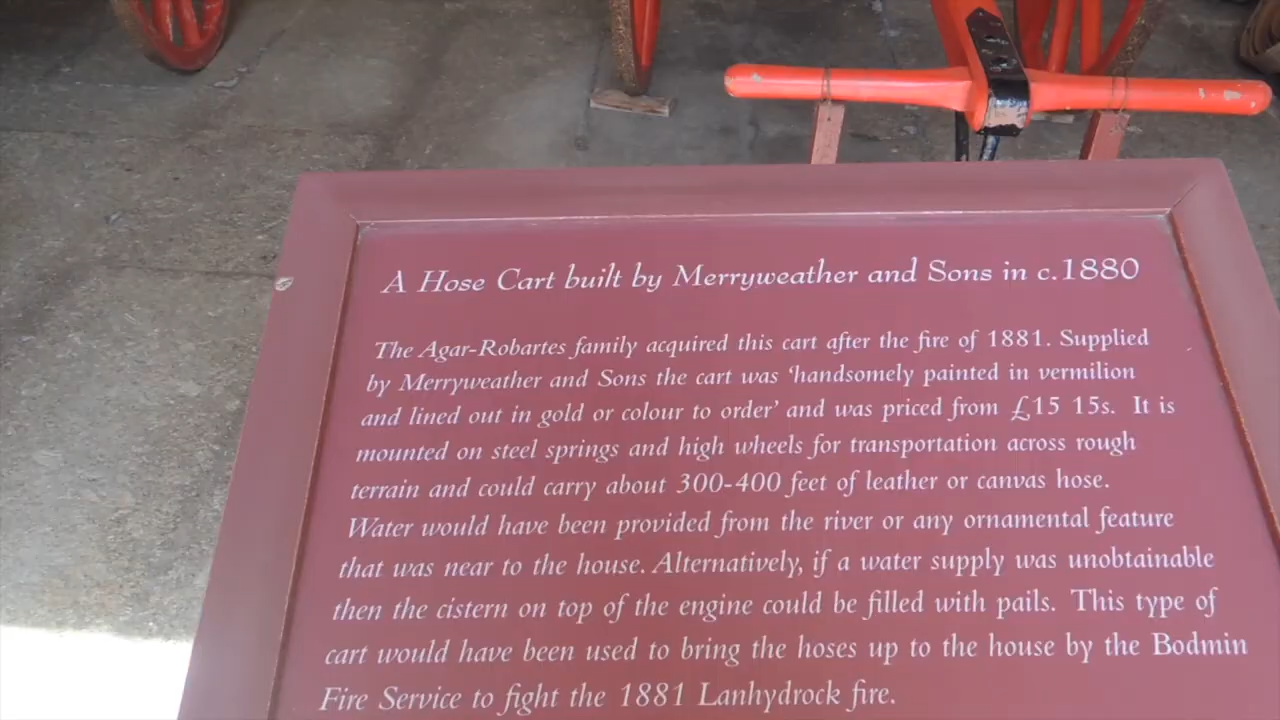 A Hose Cart built by Merryweather and Sons in c.1880
The Agar-Robartes family acquired this cart after the fire of 1881. Supplied
by Merryweather and Sons the cart was ‘handsomely painted in vermilion
and lined out in gold or colour to order’ and was priced from £15 15s. It is
mounted on steel springs and high wheels for transportation across rough
terrain and could carry about 300-400 feet of leather or canvas hose.
Water would have been provided from the river or any ornamental feature
that was near to the house. Alternatively, if a water supply was unobtainable
then the cistern on top of the engine could be filled with pails. This type of
cart would have been used to bring the hoses up to the house by the Bodmin
Fire Service to fight the 1881 Lanhydrock fire.